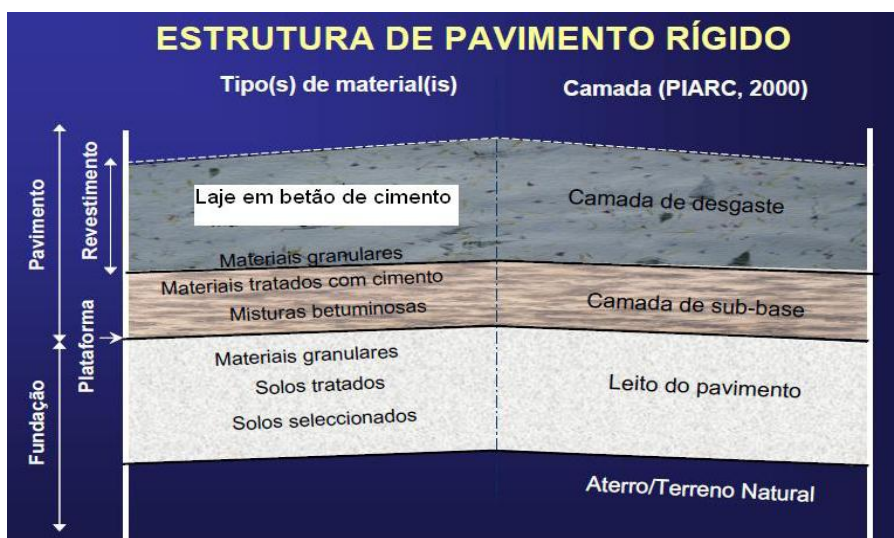 ESTRUTURA DE PAVIMENTO RÍGIDO
Tipo(s) de material(is)
Camada (PIARC, 2000)
Pavimento
Revestimento
Laje em betão de cimento
Camada de desgaste
Materiais granulares
Materiais tratados com cimento
Misturas betuminosas
Camada de sub-base
Plataforma
Fundação
Materiais granulares
Solos tratados
Solos seleccionados
Leito do pavimento
Aterro/Terreno Natural